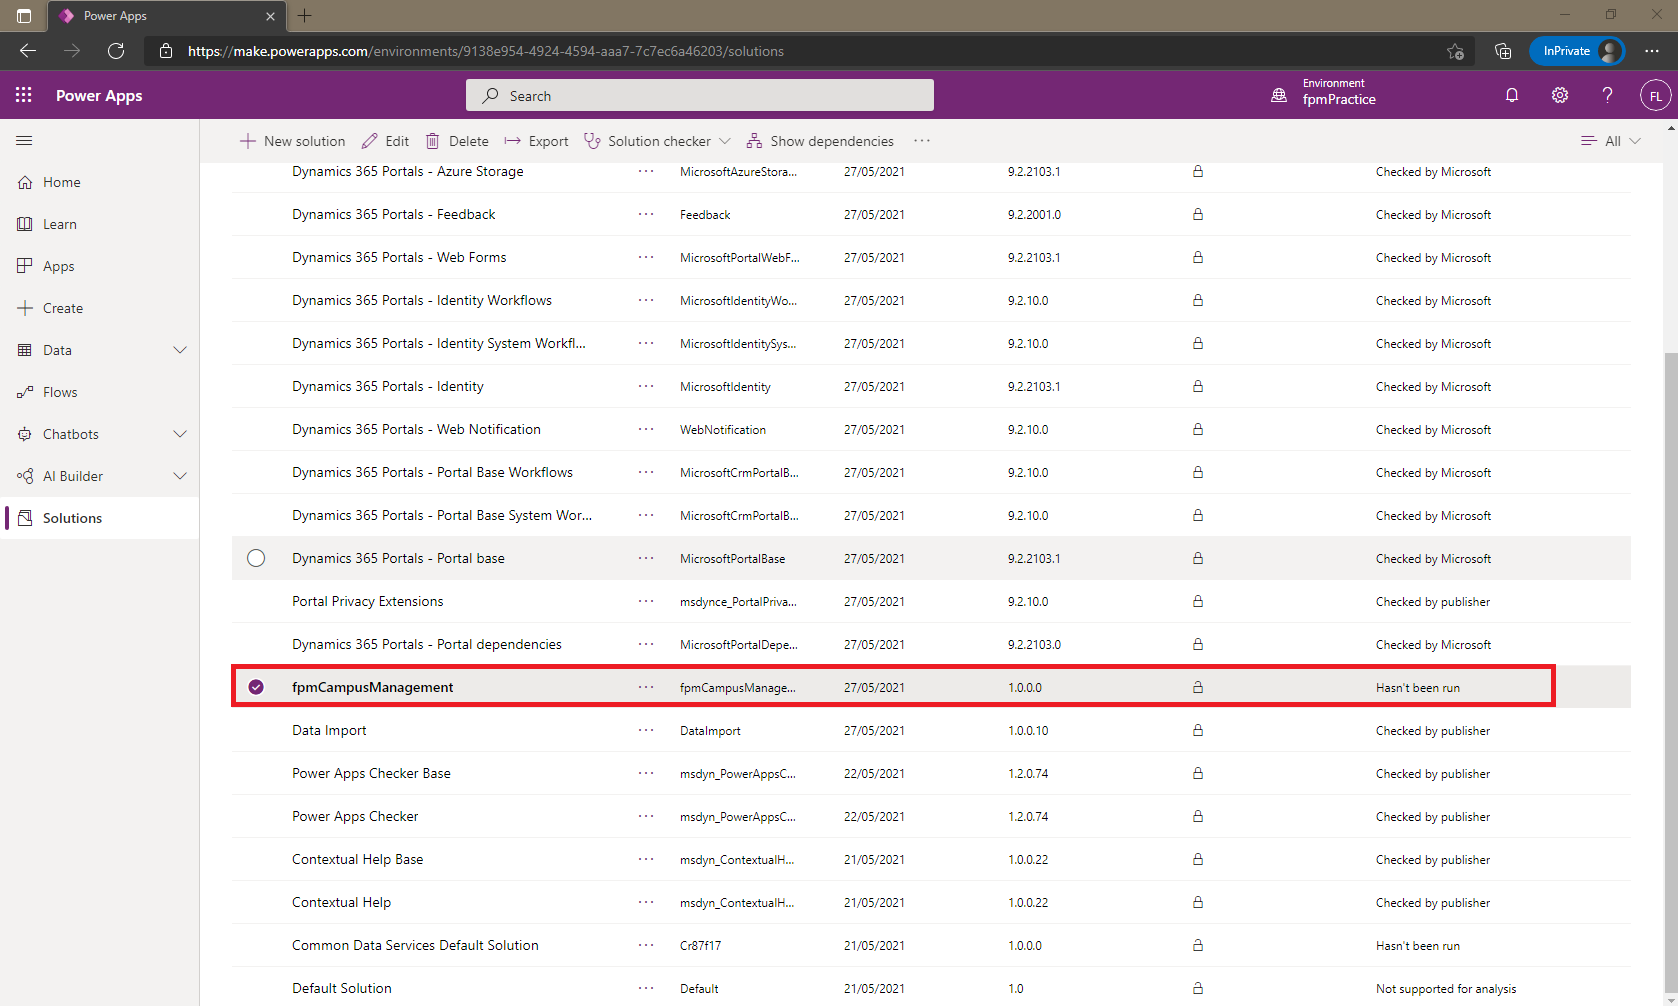 Power Apps
https://make.powerapps.com/environments/9138e954-4924-4594-aaa7-7c7ec6a46203/solutions
InPrivate
Power Apps
Search
Environment
fpmPractice
FL
New solution Edit Delete Export Solution checker Show dependencies ··· All
Home
Learn
Apps
Create
Data
Flows
Chatbots
AI Builder
Solutions
Dynamics 365 Portals - Azure Storage ··· MicrosoftAzureStora... 27/05/2021 9.2.2103.1 Checked by Microsoft
Dynamics 365 Portals - Feedback ··· Feedback 27/05/2021 9.2.2001.0 Checked by Microsoft
Dynamics 365 Portals - Web Forms ··· MicrosoftPortalWebF... 27/05/2021 9.2.2103.1 Checked by Microsoft
Dynamics 365 Portals - Identity Workflows ··· MicrosoftIdentityWo... 27/05/2021 9.2.10.0 Checked by Microsoft
Dynamics 365 Portals - Identity System Workfl... ··· MicrosoftIdentitySys... 27/05/2021 9.2.10.0 Checked by Microsoft
Dynamics 365 Portals - Identity ··· MicrosoftIdentity 27/05/2021 9.2.2103.1 Checked by Microsoft
Dynamics 365 Portals - Web Notification ··· WebNotification 27/05/2021 9.2.10.0 Checked by Microsoft
Dynamics 365 Portals - Portal Base Workflows ··· MicrosoftCrmPortalB... 27/05/2021 9.2.10.0 Checked by Microsoft
Dynamics 365 Portals - Portal Base System Wor... ··· MicrosoftCrmPortalB... 27/05/2021 9.2.10.0 Checked by Microsoft
Dynamics 365 Portals - Portal base ··· MicrosoftPortalBase 27/05/2021 9.2.2103.1 Checked by Microsoft
Portal Privacy Extensions ··· msdynce_PortalPriva... 27/05/2021 9.2.10.0 Checked by publisher
Dynamics 365 Portals - Portal dependencies ··· MicrosoftPortalDepe... 27/05/2021 9.2.2103.0 Checked by Microsoft
fpmCampusManagement ··· fpmCampusManage... 27/05/2021 1.0.0.0 Hasn't been run
Data Import ··· DataImport 27/05/2021 1.0.0.10 Checked by publisher
Power Apps Checker Base ··· msdyn_PowerAppsC... 22/05/2021 1.2.0.74 Checked by publisher
Power Apps Checker ··· msdyn_PowerAppsC... 22/05/2021 1.2.0.74 Checked by publisher
Contextual Help Base ··· msdyn_ContextualH... 21/05/2021 1.0.0.22 Checked by publisher
Contextual Help ··· msdyn_ContextualH... 21/05/2021 1.0.0.22 Checked by publisher
Common Data Services Default Solution ··· Cr87f17 21/05/2021 1.0.0.0 Hasn't been run
Default Solution ··· Default 21/05/2021 1.0 Not supported for analysis